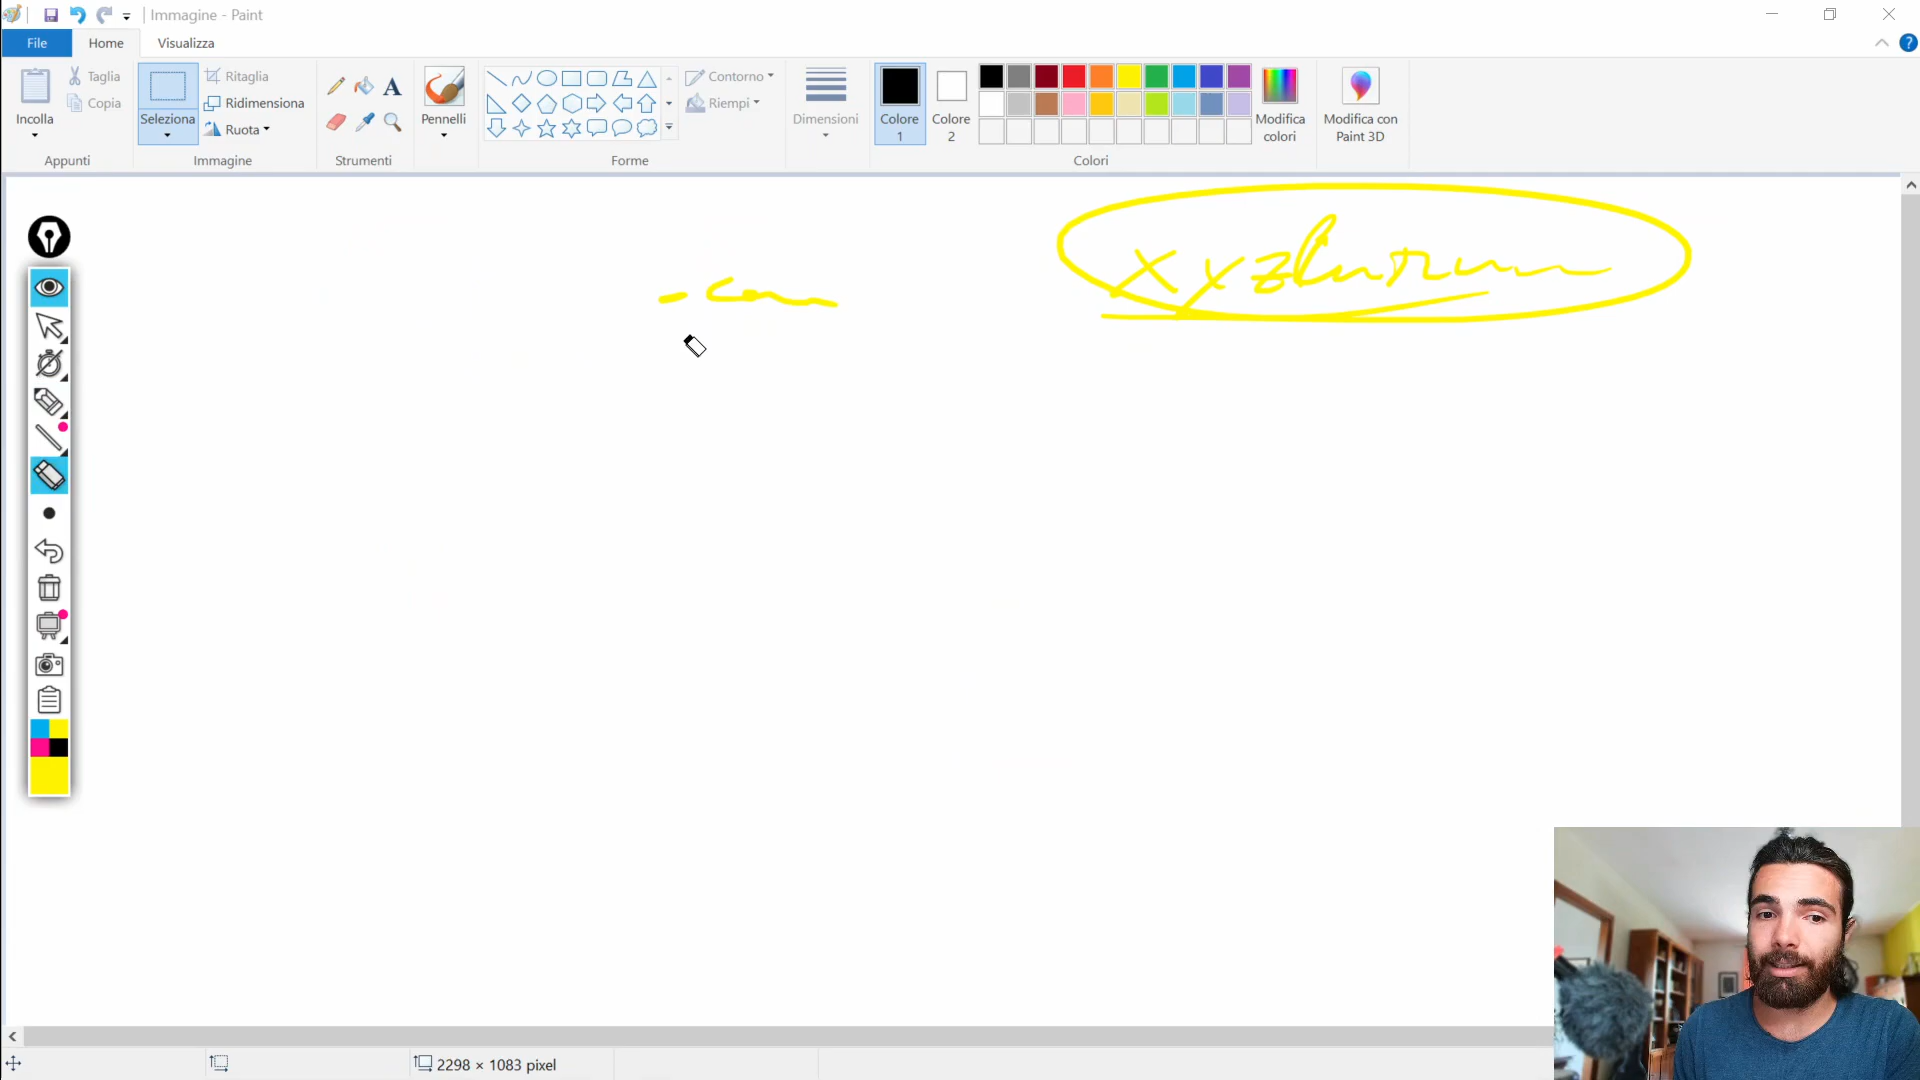 Immagine - Paint
File Home Visualizza
Incolla
Taglia
Copia
Appunti
Seleziona
Ritaglia
Ridimensiona
Ruota
Immagine
Strumenti
Pennelli
Forme
Contorno
Riempi
Dimensioni
Colore
1
Colore
2
Colori
Modifica
colori
Modifica con
Paint 3D
2298 × 1083 pixel